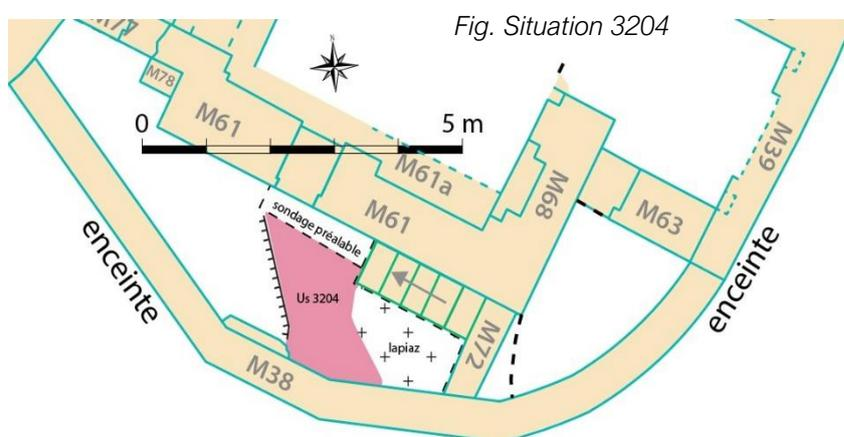 Fig. Situation 3204
M77
N
M78
M61
0
5 m
M61a
M39
M61
M68
M63
sondage préalable
enceinte
Us 3204
enceinte
lapiaz
M72
M38